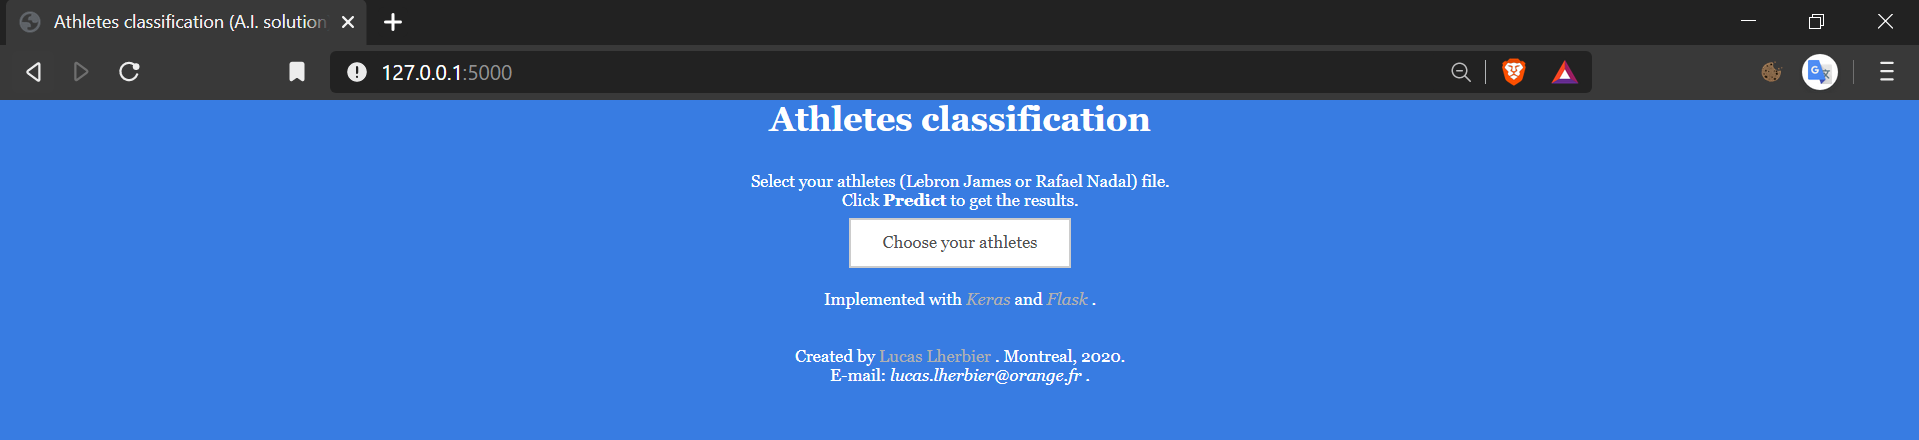 Athletes classification (A.I. solution
127.0.0.1:5000
Athletes classification
Select your athletes (Lebron James or Rafael Nadal) file.
Click Predict to get the results.
Choose your athletes
Implemented with Keras and Flask .
Created by Lucas Lherbier . Montreal, 2020.
E-mail: lucas.lherbier@orange.fr .